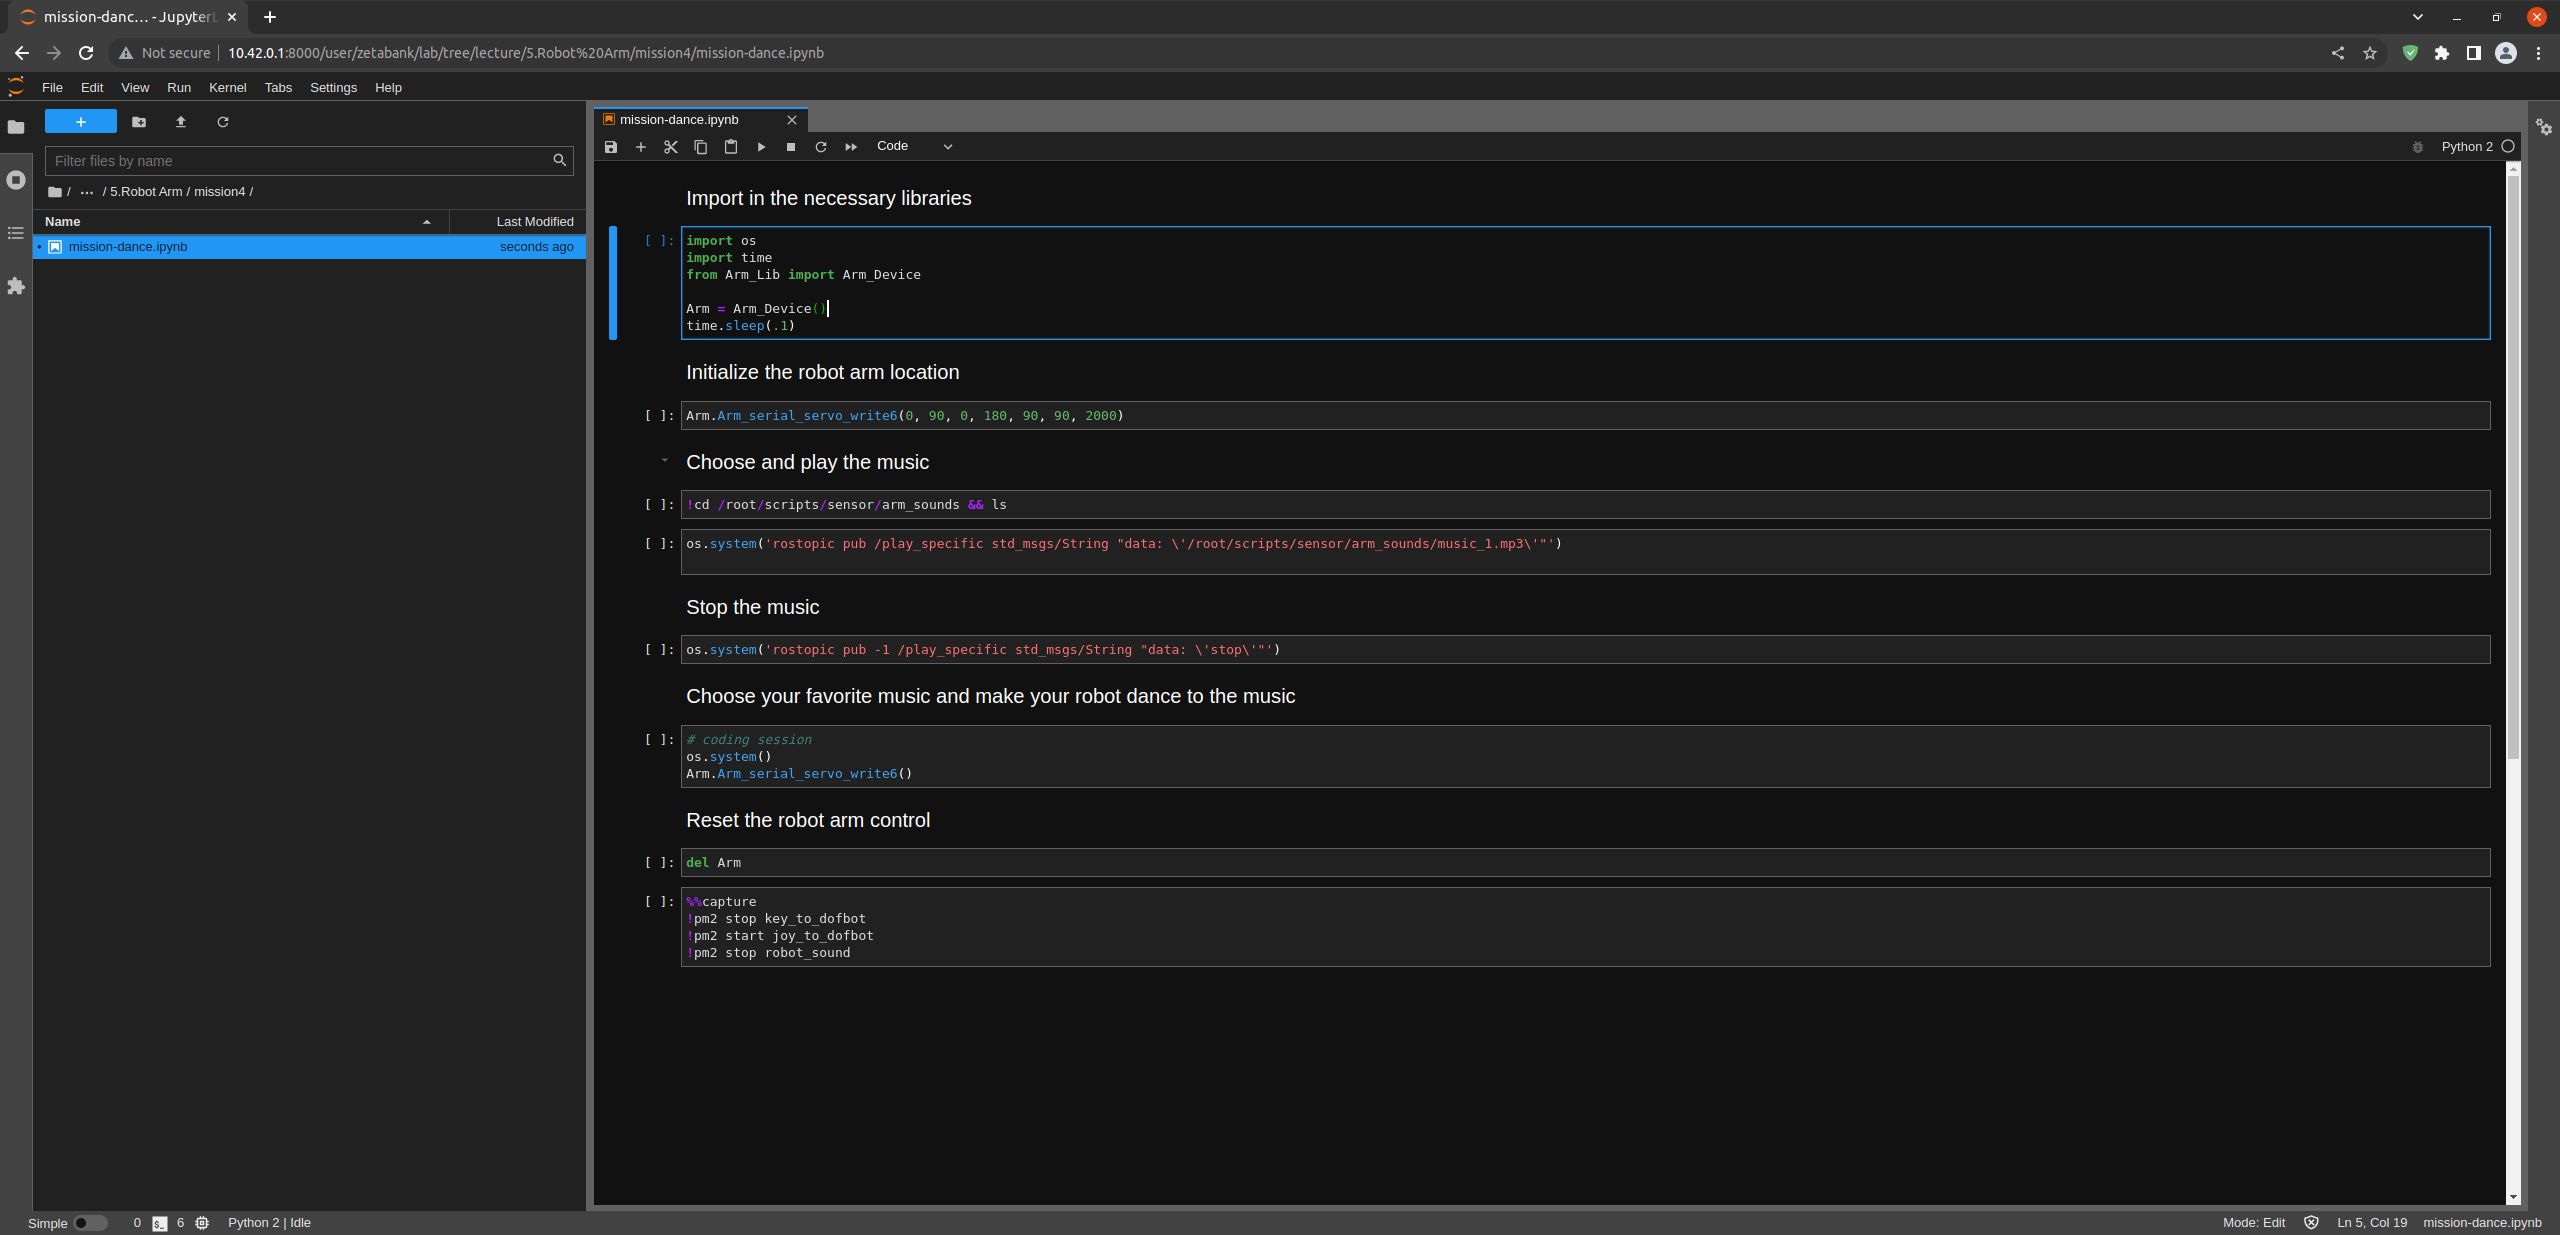 mission-danc... - JupyterL
Not secure 10.42.0.1:8000/user/zetabank/lab/tree/lecture/5.Robot%20Arm/mission4/mission-dance.ipynb
File Edit View Run Kernel Tabs Settings Help
Filter files by name
/ ... / 5.Robot Arm / mission4 /
Name Last Modified
mission-dance.ipynb seconds ago
mission-dance.ipynb
Code Python 2
Import in the necessary libraries
[ ]: import os
import time
from Arm_Lib import Arm_Device
Arm = Arm_Device()
time.sleep(.1)
Initialize the robot arm location
[ ]: Arm.Arm_serial_servo_write6(0, 90, 0, 180, 90, 90, 2000)
Choose and play the music
[ ]: !cd /root/scripts/sensor/arm_sounds && ls
[ ]: os.system('rostopic pub /play_specific std_msgs/String "data: \'/root/scripts/sensor/arm_sounds/music_1.mp3\'"')
Stop the music
[ ]: os.system('rostopic pub -1 /play_specific std_msgs/String "data: \'stop\'"')
Choose your favorite music and make your robot dance to the music
[ ]: # coding session
os.system()
Arm.Arm_serial_servo_write6()
Reset the robot arm control
[ ]: del Arm
[ ]: %%capture
!pm2 stop key_to_dofbot
!pm2 start joy_to_dofbot
!pm2 stop robot_sound
Simple 0 $_ 6 Python 2 | Idle Mode: Edit Ln 5, Col 19 mission-dance.ipynb